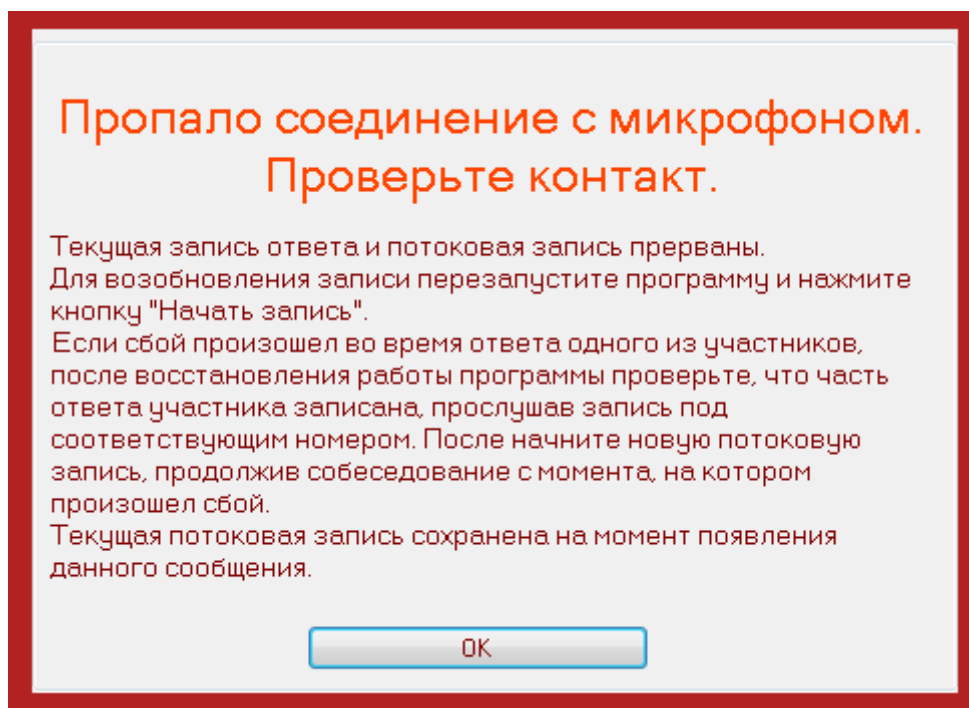 Пропало соединение с микрофоном.
Проверьте контакт.
Текущая запись ответа и потоковая запись прерваны.
Для возобновления записи перезапустите программу и нажмите
кнопку "Начать запись".
Если сбой произошел во время ответа одного из участников,
после восстановления работы программы проверьте, что часть
ответа участника записана, прослушав запись под
соответствующим номером. После начните новую потоковую
запись, продолжив собеседование с момента, на котором
произошел сбой.
Текущая потоковая запись сохранена на момент появления
данного сообщения.
ОК